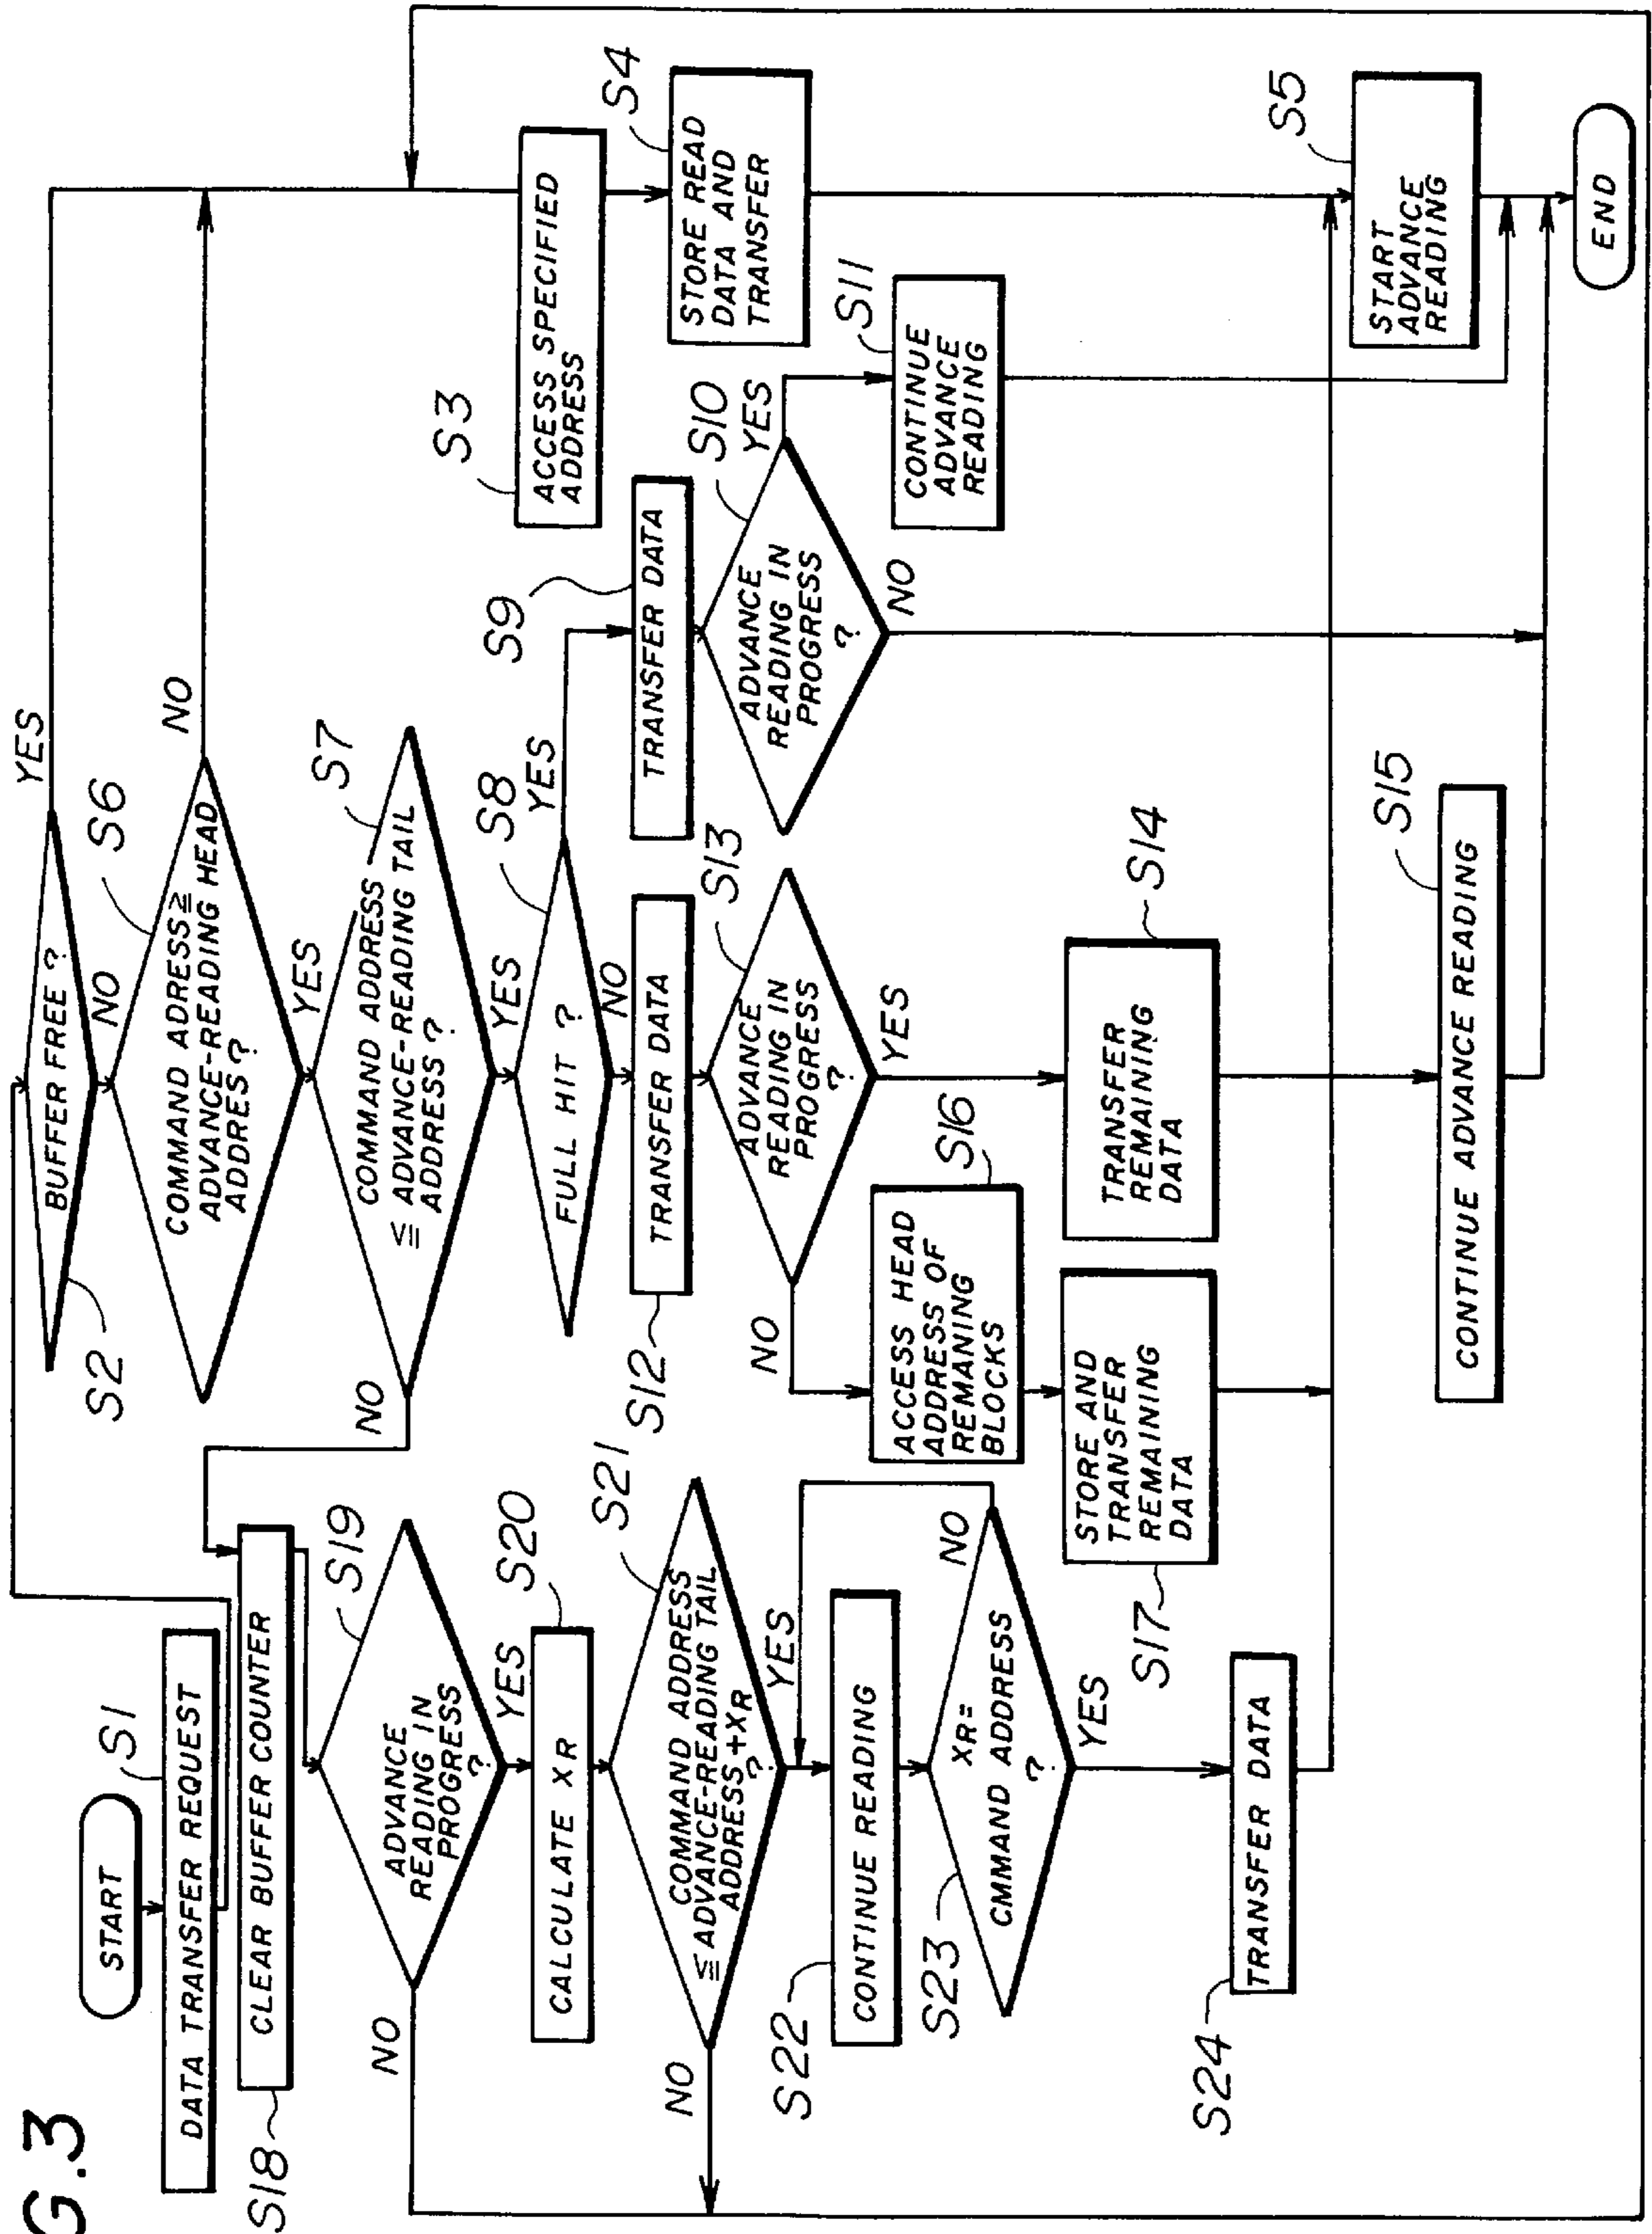 G.3
START
S1
DATA TRANSFER REQUEST
S18
CLEAR BUFFER COUNTER
S19
ADVANCE
READING IN
PROGRESS
?
NO
YES
S20
CALCULATE XR
S21
COMMAND ADDRESS
≦ ADVANCE-READING TAIL
ADDRESS+XR
?
NO
YES
S22
CONTINUE READING
S23
XR=
CMMAND ADDRESS
?
NO
YES
S24
TRANSFER DATA
S2
BUFFER FREE ?
YES
NO
S6
COMMAND ADRESS≧
ADVANCE-READING HEAD
ADDRES?
NO
YES
S7
COMMAND ADDRESS
≦ ADVANCE-READING TAIL
ADDRESS?
NO
YES
S8
FULL HIT ?
YES
NO
S12
TRANSFER DATA
S13
ADVANCE
READING IN
PROGRESS
?
NO
YES
S16
ACCESS HEAD
ADDRESS OF
REMAINING
BLOCKS
S17
STORE AND
TRANSFER
REMAINING
DATA
S14
TRANSFER
REMAINING
DATA
S15
CONTINUE ADVANCE READING
S9
TRANSFER DATA
S10
ADVANCE
READING IN
PROGRESS
?
YES
NO
S11
CONTINUE
ADVANCE
READING
S3
ACCESS SPECIFIED
ADDRESS
S4
STORE READ
DATA AND
TRANSFER
S5
START
ADVANCE
READING
END